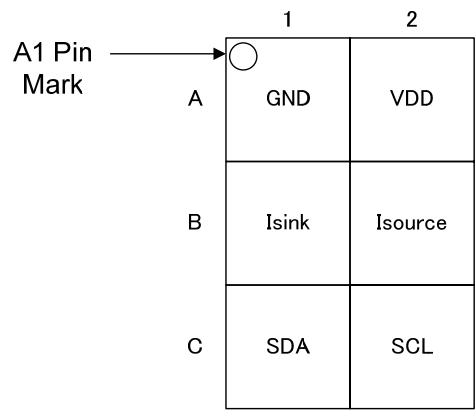 1 2
A1 Pin
Mark
A GND VDD
B Isink Isource
C SDA SCL